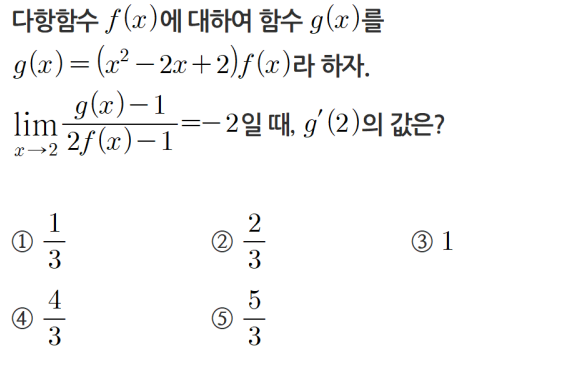 다항함수 f(x)에 대하여 함수 g(x)를
g(x)=(x²-2x+2)f(x)라 하자.
lim_{x→2} \frac{g(x)-1}{2f(x)-1}=-2일 때, g′(2)의 값은?
① \frac{1}{3} ② \frac{2}{3} ③ 1
④ \frac{4}{3} ⑤ \frac{5}{3}